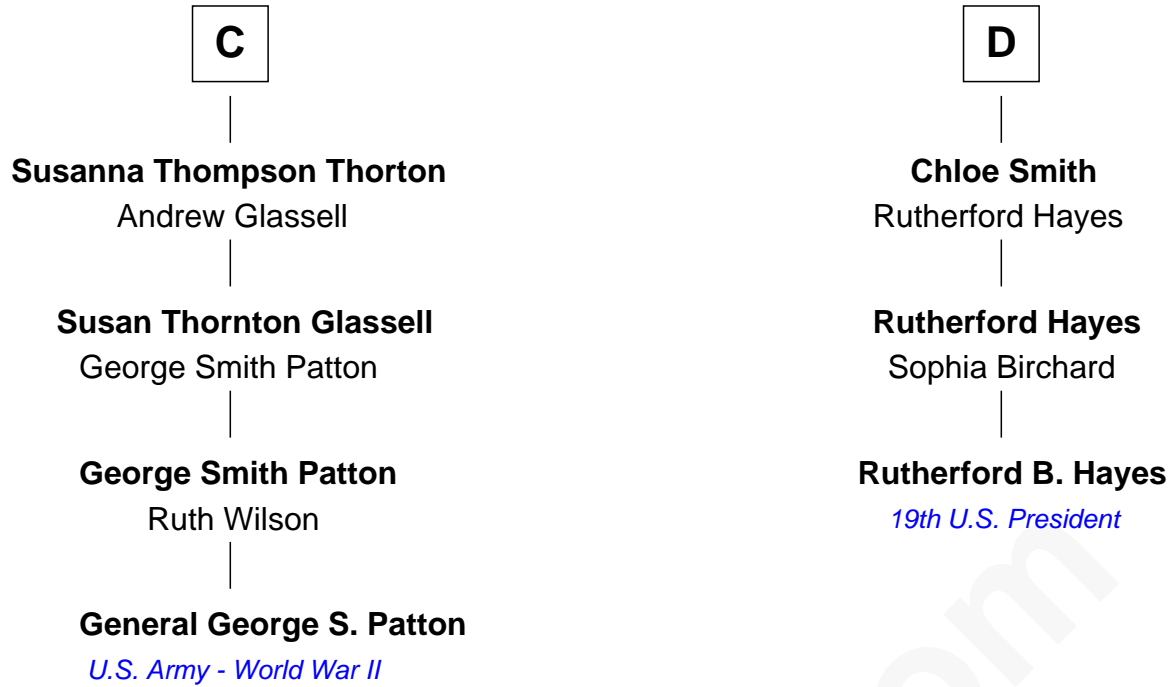 C
Susanna Thompson Thorton
Andrew Glassell
Susan Thornton Glassell
George Smith Patton
George Smith Patton
Ruth Wilson
General George S. Patton
U.S. Army - World War II
D
Chloe Smith
Rutherford Hayes
Rutherford Hayes
Sophia Birchard
Rutherford B. Hayes
19th U.S. President
om